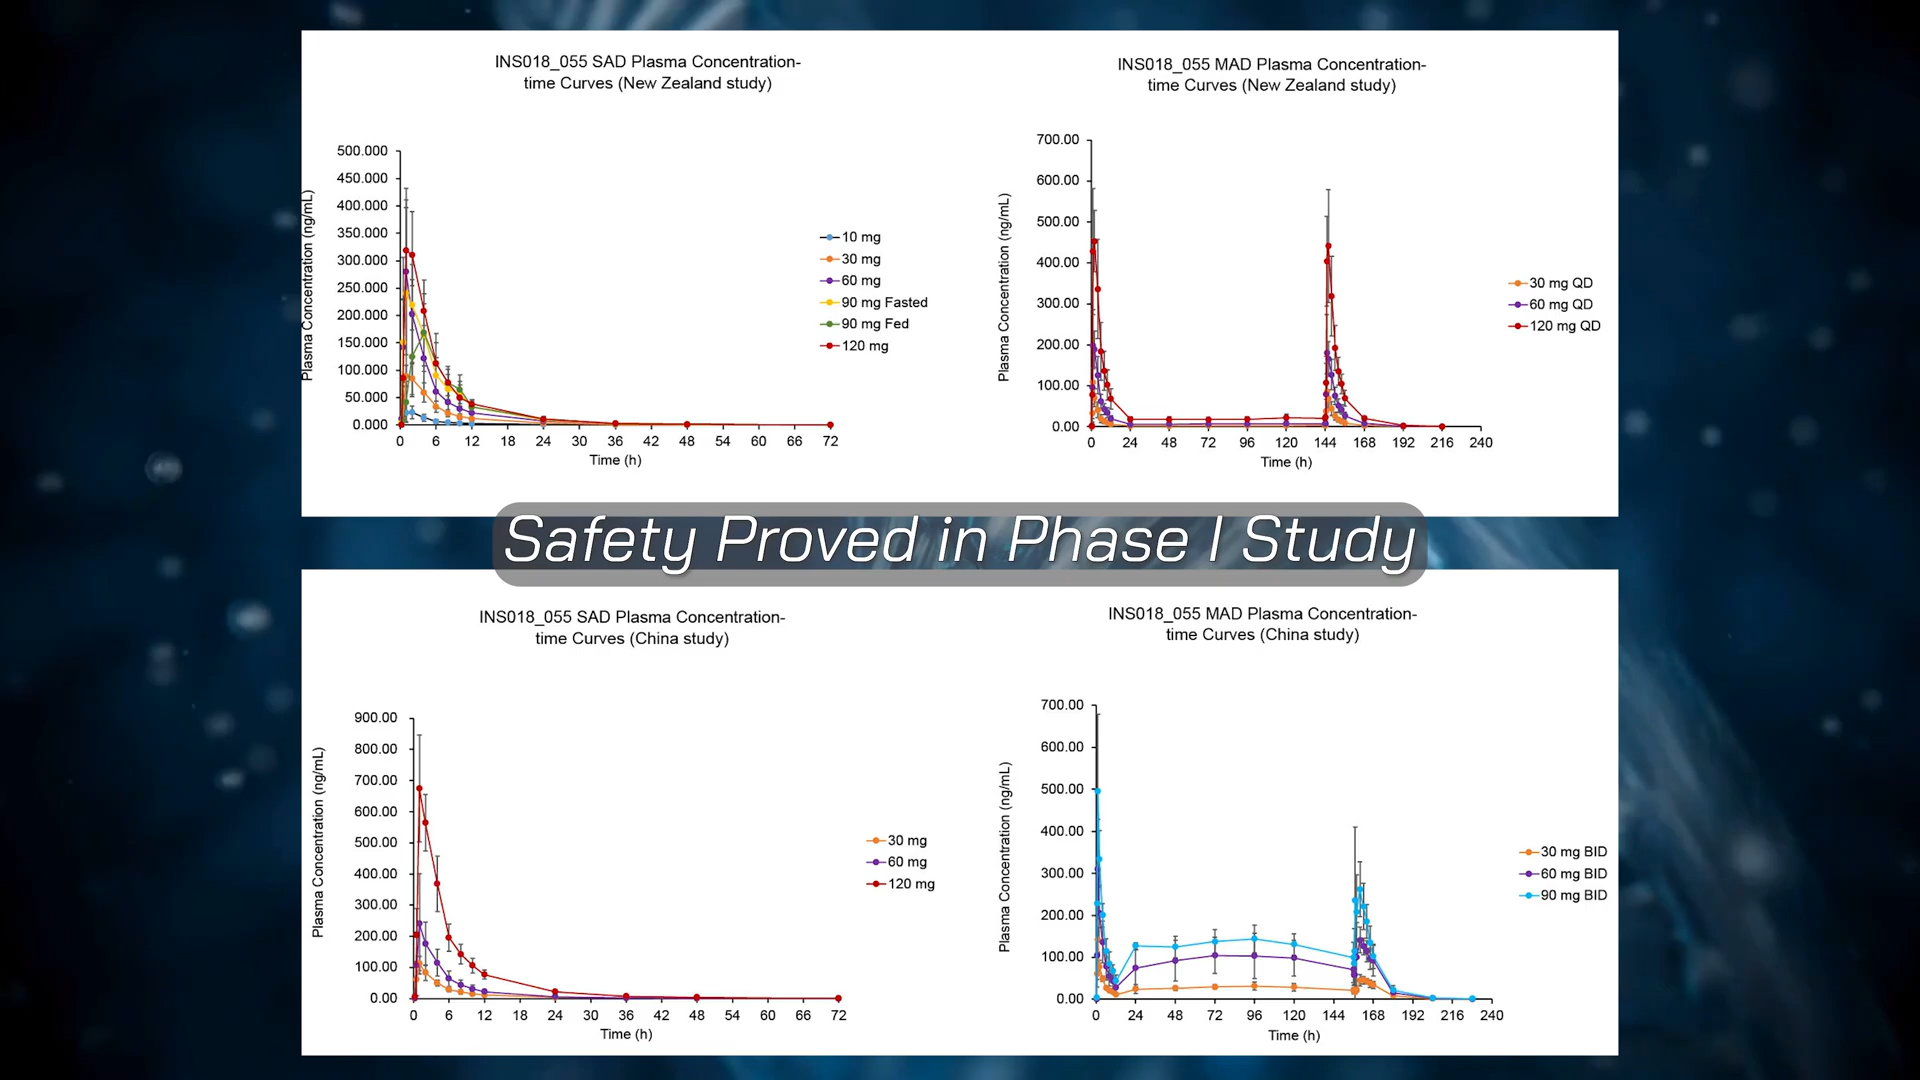 INS018_055 SAD Plasma Concentration-
time Curves (New Zealand study)
Plasma Concentration (ng/mL)
500.000
450.000
400.000
350.000
300.000
250.000
200.000
150.000
100.000
50.000
0.000
0 6 12 18 24 30 36 42 48 54 60 66 72
Time (h)
10 mg
30 mg
60 mg
90 mg Fasted
90 mg Fed
120 mg
INS018_055 MAD Plasma Concentration-
time Curves (New Zealand study)
Plasma Concentration (ng/mL)
700.00
600.00
500.00
400.00
300.00
200.00
100.00
0.00
0 24 48 72 96 120 144 168 192 216 240
Time (h)
30 mg QD
60 mg QD
120 mg QD
Safety Proved in Phase I Study
INS018_055 SAD Plasma Concentration-
time Curves (China study)
Plasma Concentration (ng/mL)
900.00
800.00
700.00
600.00
500.00
400.00
300.00
200.00
100.00
0.00
0 6 12 18 24 30 36 42 48 54 60 66 72
Time (h)
30 mg
60 mg
120 mg
INS018_055 MAD Plasma Concentration-
time Curves (China study)
Plasma Concentration (ng/mL)
700.00
600.00
500.00
400.00
300.00
200.00
100.00
0.00
0 24 48 72 96 120 144 168 192 216 240
Time (h)
30 mg BID
60 mg BID
90 mg BID